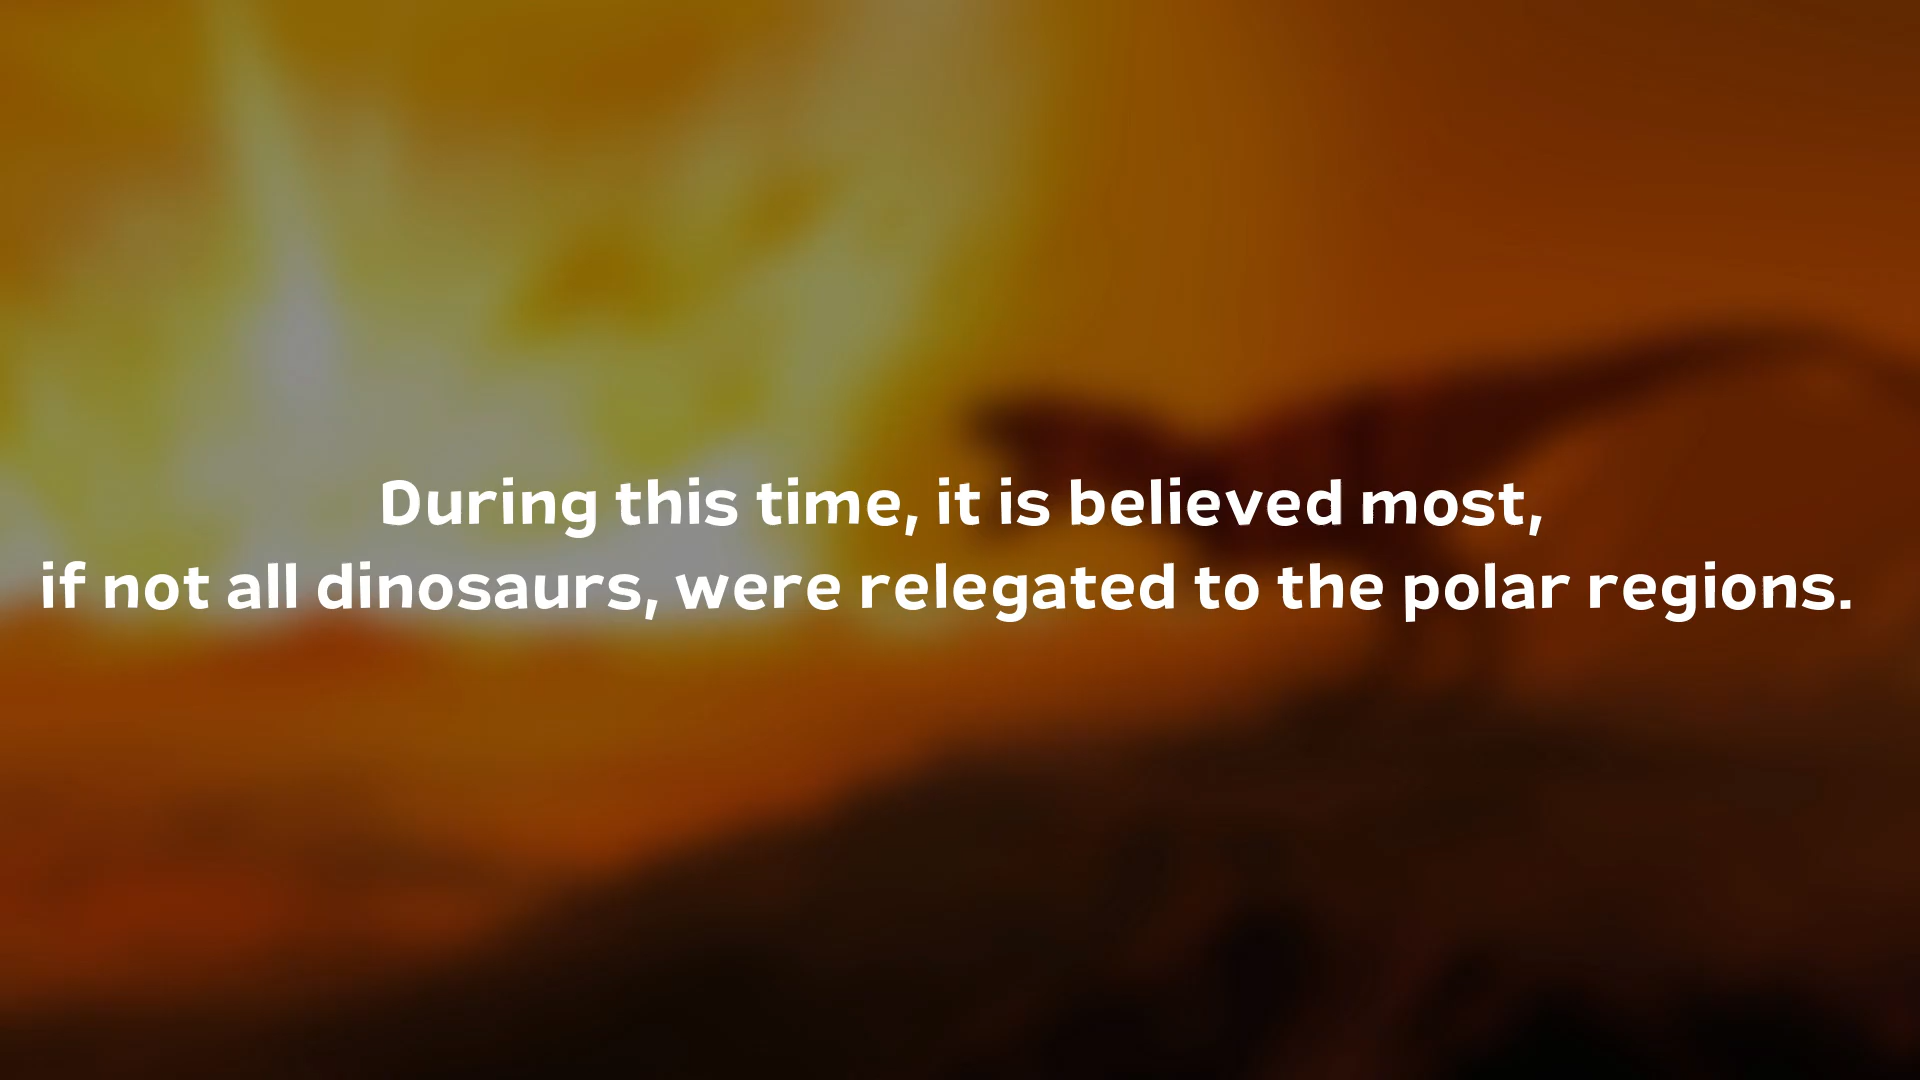 During this time, it is believed most,
if not all dinosaurs, were relegated to the polar regions.